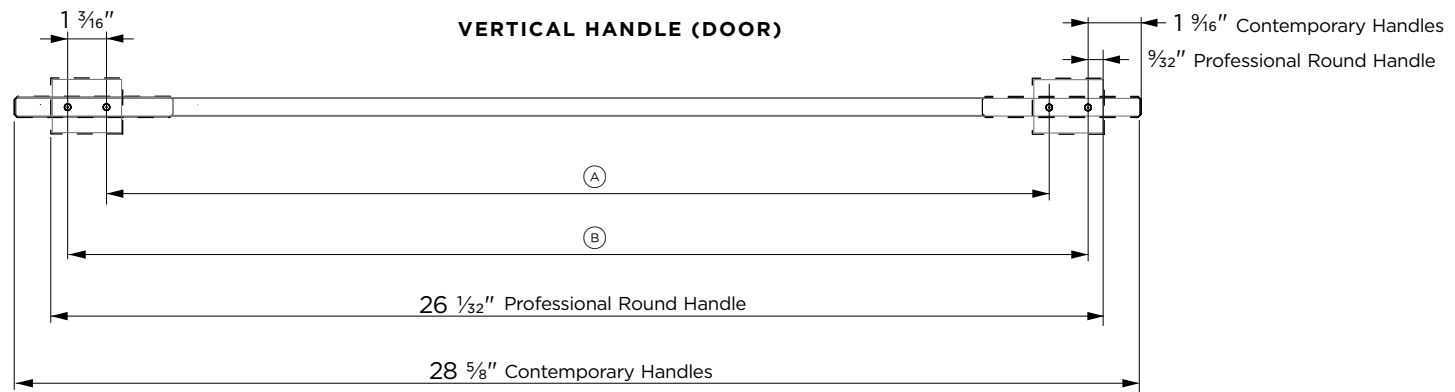 1 3⁄16"
VERTICAL HANDLE (DOOR)
1 9⁄16" Contemporary Handles
9⁄32" Professional Round Handle
A
B
26 1⁄32" Professional Round Handle
28 5⁄8" Contemporary Handles